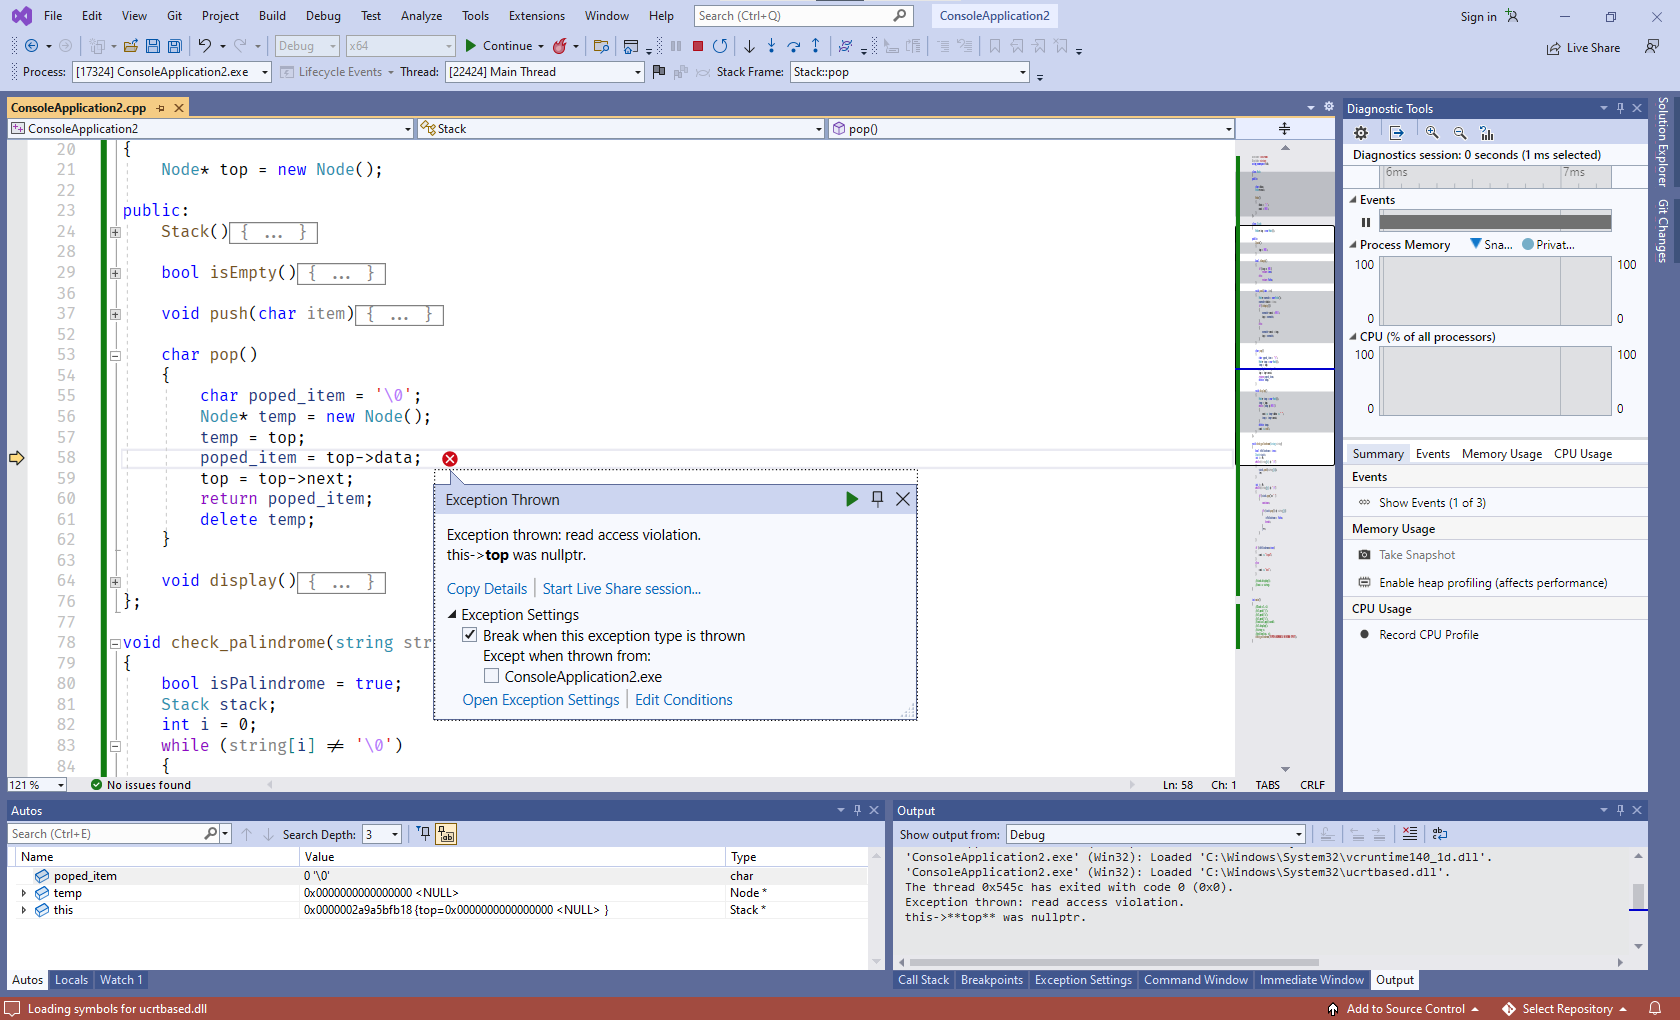 File Edit View Git Project Build Debug Test Analyze Tools Extensions Window Help Search (Ctrl+Q) ConsoleApplication2 Sign in
Debug x64 Continue Live Share
Process: [17324] ConsoleApplication2.exe Lifecycle Events Thread: [22424] Main Thread Stack Frame: Stack::pop
ConsoleApplication2.cpp
ConsoleApplication2 Stack pop()
20 {
21 Node* top = new Node();
22
23 public:
24 Stack(){ ... }
28
29 bool isEmpty(){ ... }
36
37 void push(char item){ ... }
52
53 char pop()
54 {
55 char poped_item = '\0';
56 Node* temp = new Node();
57 temp = top;
58 poped_item = top->data;
59 top = top->next;
60 return poped_item;
61 delete temp;
62 }
63
64 void display(){ ... }
76 };
77
78 void check_palindrome(string str
79 {
80 bool isPalindrome = true;
81 Stack stack;
82 int i = 0;
83 while (string[i] ≠ '\0')
84 {
Exception Thrown
Exception thrown: read access violation.
this->top was nullptr.
Copy Details Start Live Share session...
Exception Settings
Break when this exception type is thrown
Except when thrown from:
ConsoleApplication2.exe
Open Exception Settings Edit Conditions
121 % No issues found Ln: 58 Ch: 1 TABS CRLF
Diagnostic Tools
Diagnostics session: 0 seconds (1 ms selected)
6ms 7ms
Events
Process Memory Sna... Privat...
100 100
0 0
CPU (% of all processors)
100 100
0 0
Summary Events Memory Usage CPU Usage
Events
Show Events (1 of 3)
Memory Usage
Take Snapshot
Enable heap profiling (affects performance)
CPU Usage
Record CPU Profile
Solution Explorer
Git Changes
Autos
Search (Ctrl+E) Search Depth: 3
Name Value Type
poped_item 0 '\0' char
temp 0x0000000000000000 <NULL> Node *
this 0x0000002a9a5bfb18 {top=0x0000000000000000 <NULL> } Stack *
Autos Locals Watch 1
Output
Show output from: Debug
'ConsoleApplication2.exe' (Win32): Loaded 'C:\Windows\System32\vcruntime140_1d.dll'.
'ConsoleApplication2.exe' (Win32): Loaded 'C:\Windows\System32\ucrtbased.dll'.
The thread 0x545c has exited with code 0 (0x0).
Exception thrown: read access violation.
this->**top** was nullptr.
Call Stack Breakpoints Exception Settings Command Window Immediate Window Output
Loading symbols for ucrtbased.dll Add to Source Control Select Repository